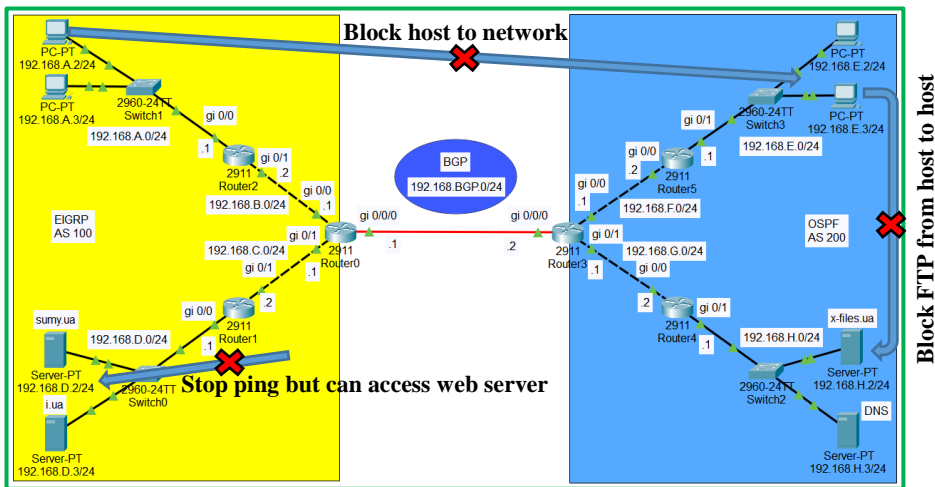 Block host to network
PC-PT
192.168.A.2/24
PC-PT
192.168.A.3/24
2960-24TT
Switch1
gi 0/0
192.168.A.0/24
.1
gi 0/1
2911
Router2
.2
gi 0/0
192.168.B.0/24
.1
EIGRP
AS 100
gi 0/1
192.168.C.0/24
2911
Router0
.1
gi 0/1
.2
gi 0/0
2911
Router1
.1
sumy.ua
192.168.D.0/24
Server-PT
192.168.D.2/24
2960-24TT
Switch0
Stop ping but can access web server
i.ua
Server-PT
192.168.D.3/24
BGP
192.168.BGP.0/24
gi 0/0/0
.1
gi 0/0/0
.2
PC-PT
192.168.E.2/24
PC-PT
192.168.E.3/24
2960-24TT
Switch3
192.168.E.0/24
gi 0/1
.1
gi 0/0
.2
2911
Router5
gi 0/0
.1
192.168.F.0/24
OSPF
AS 200
gi 0/1
2911
Router3
.1
192.168.G.0/24
gi 0/0
.2
gi 0/1
2911
Router4
.1
x-files.ua
192.168.H.0/24
Server-PT
192.168.H.2/24
2960-24TT
Switch2
DNS
Server-PT
192.168.H.3/24
Block FTP from host to host